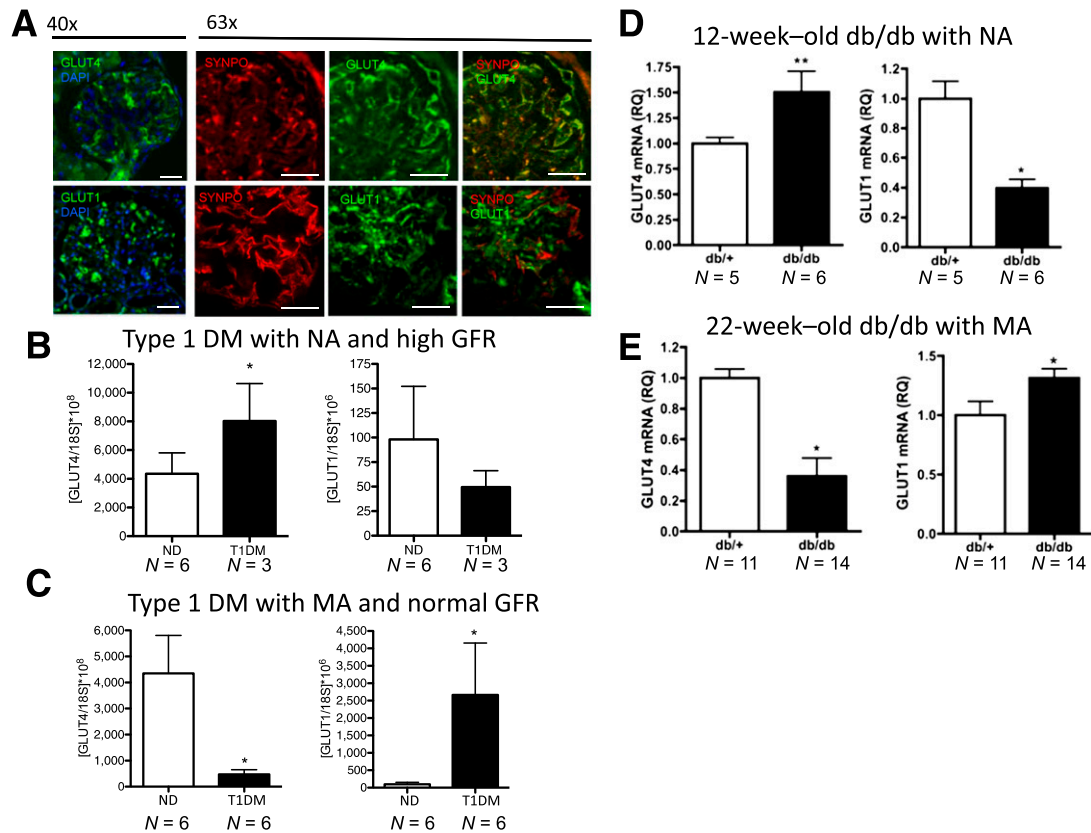 A
40x
63x
GLUT4
DAPI
SYNPO
GLUT4
SYNPO
GLUT4
GLUT1
DAPI
SYNPO
GLUT1
SYNPO
GLUT1
B
Type 1 DM with NA and high GFR
[GLUT4/18S]*10^8
12,000
10,000
8,000
6,000
4,000
2,000
0
*
ND
T1DM
N = 6
N = 3
[GLUT1/18S]*10^6
175
150
125
100
75
50
25
0
ND
T1DM
N = 6
N = 3
C
Type 1 DM with MA and normal GFR
[GLUT4/18S]*10^8
6,000
5,000
4,000
3,000
2,000
1,000
0
*
ND
T1DM
N = 6
N = 6
[GLUT1/18S]*10^6
4,500
4,000
3,500
3,000
2,500
2,000
1,500
1,000
500
0
*
ND
T1DM
N = 6
N = 6
D
12-week–old db/db with NA
GLUT4 mRNA (RQ)
1.75
1.50
1.25
1.00
0.75
0.50
0.25
0.00
**
db/+
db/db
N = 5
N = 6
GLUT1 mRNA (RQ)
1.2
1.0
0.8
0.6
0.4
0.2
0.0
*
db/+
db/db
N = 5
N = 6
E
22-week–old db/db with MA
GLUT4 mRNA (RQ)
1.2
1.0
0.8
0.6
0.4
0.2
0.0
*
db/+
db/db
N = 11
N = 14
GLUT1 mRNA (RQ)
1.5
1.0
0.5
0.0
*
db/+
db/db
N = 11
N = 14